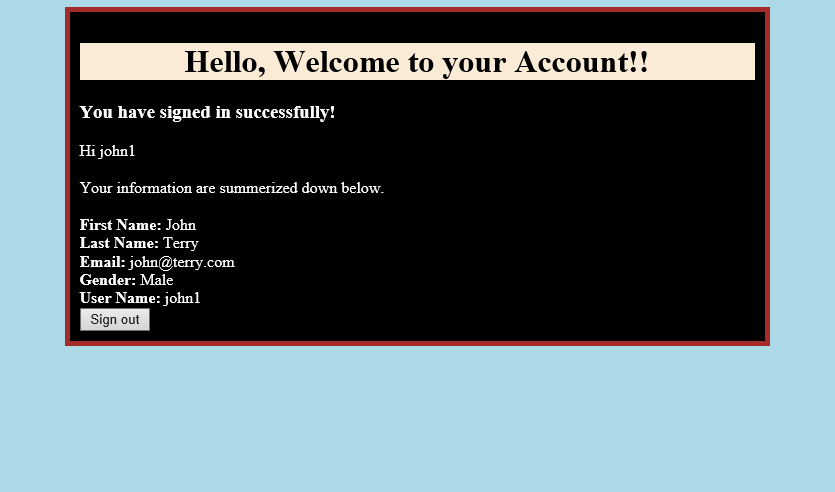 Hello, Welcome to your Account!!
You have signed in successfully!
Hi john1
Your information are summerized down below.
First Name: John
Last Name: Terry
Email: john@terry.com
Gender: Male
User Name: john1
Sign out